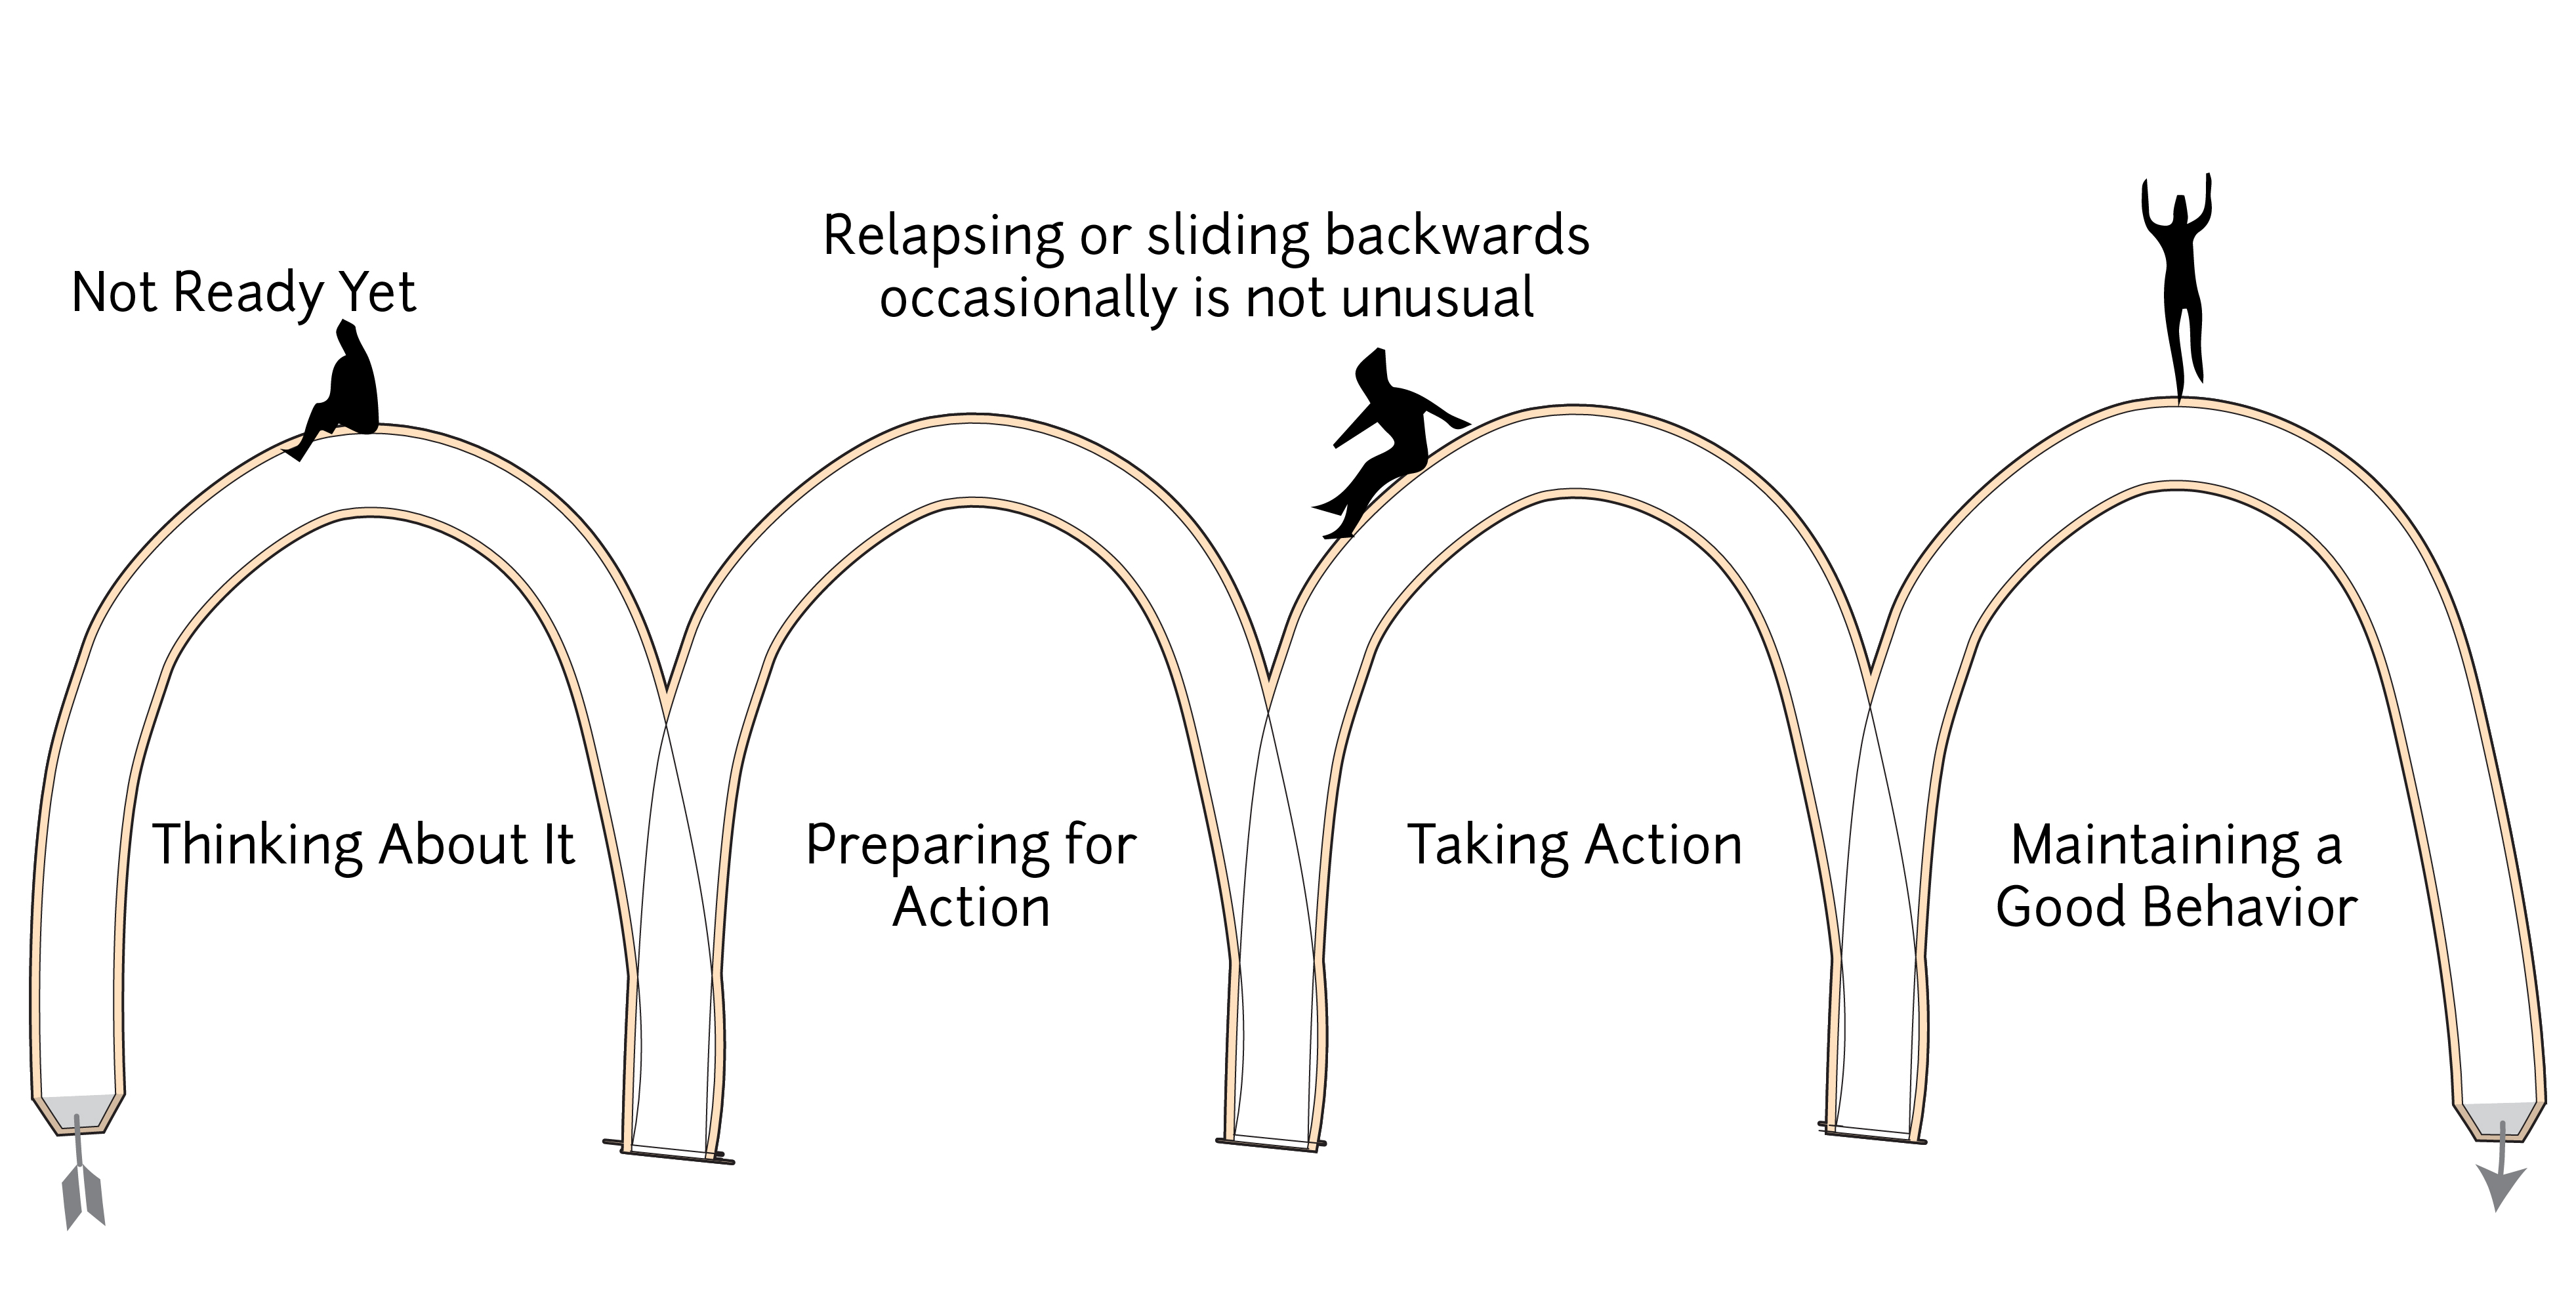 Not Ready Yet
Relapsing or sliding backwards
occasionally is not unusual
Thinking About It
Preparing for
Action
Taking Action
Maintaining a
Good Behavior